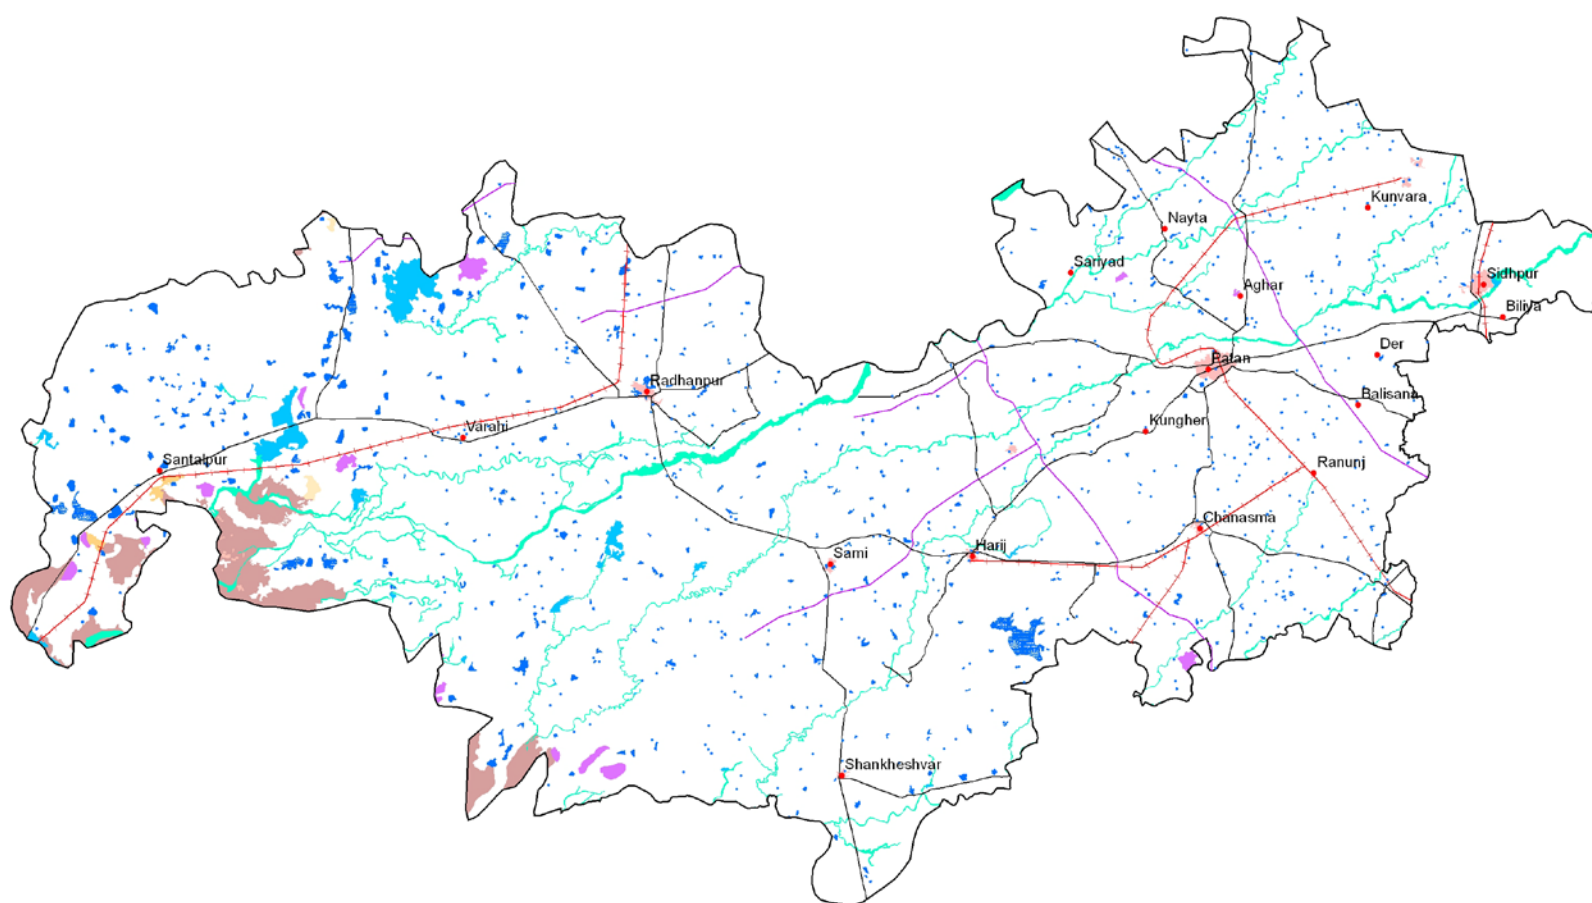 Kunvara
Nayta
Sariyad
Sidhpur
Aghar
Biliya
Der
Patan
Radhanpur
Balisana
Kungher
Varahi
Santalpur
Ranunj
Chanasma
Harij
Sami
Shankheshvar